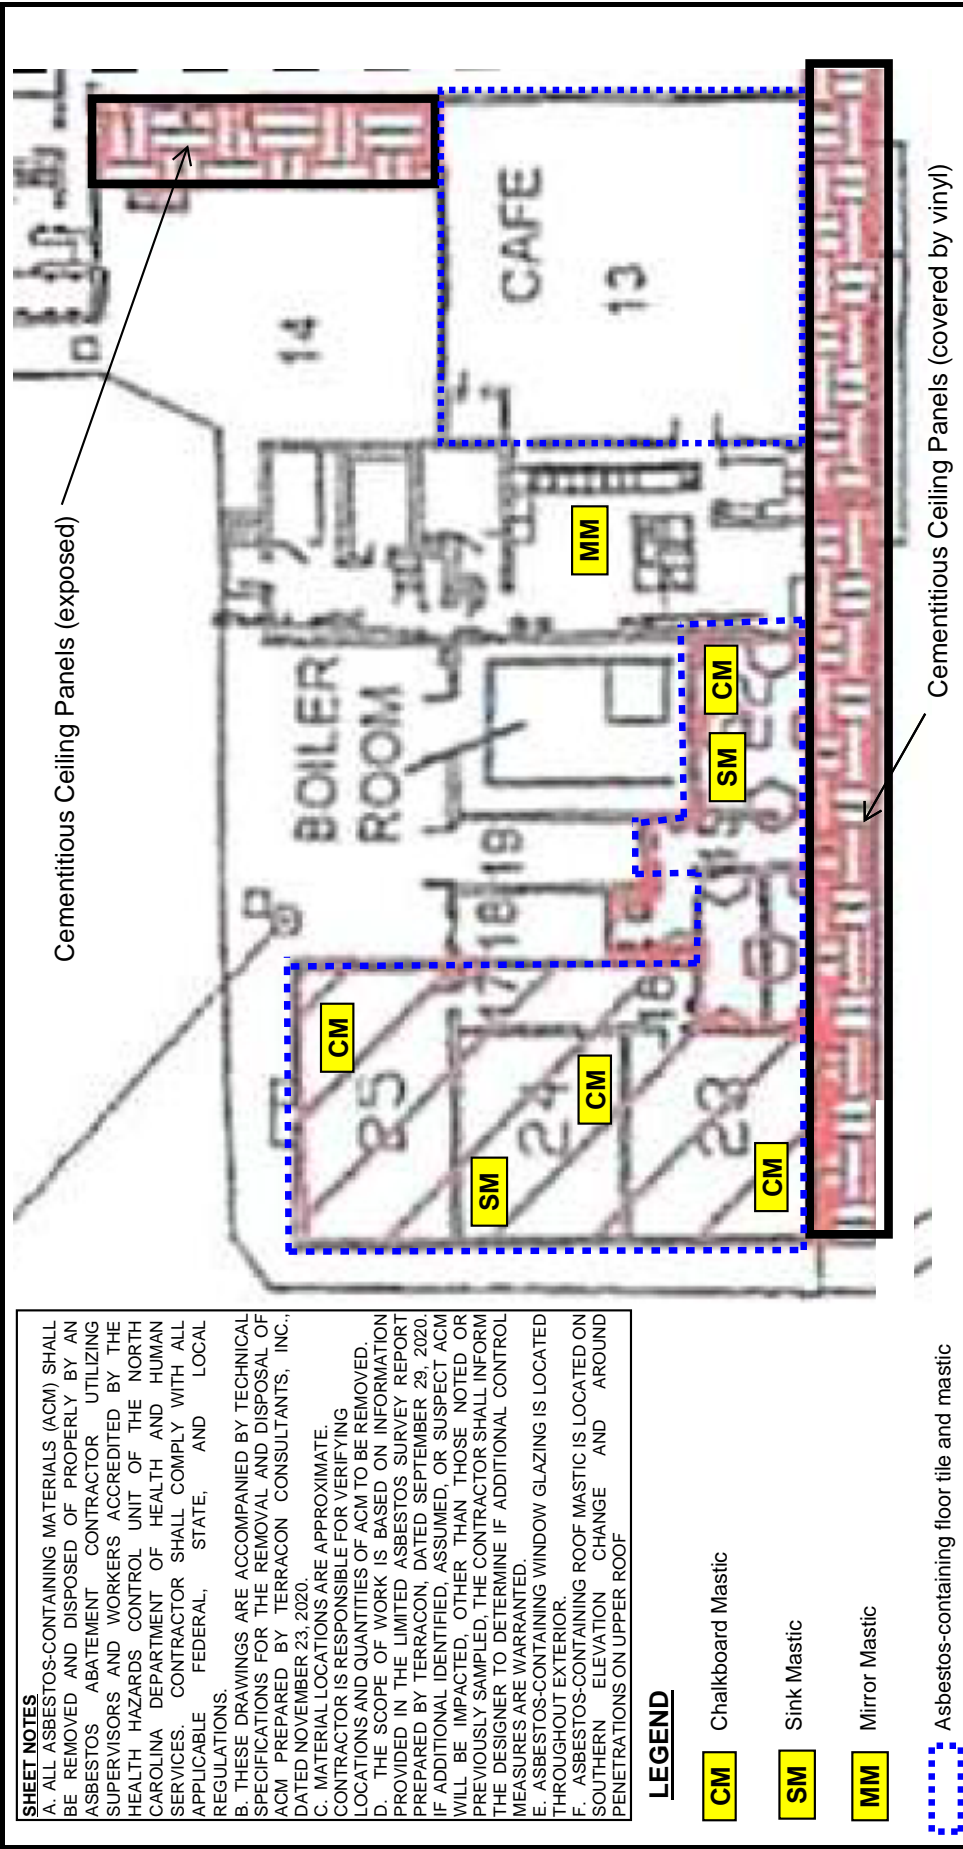 SHEET NOTES
A. ALL ASBESTOS-CONTAINING MATERIALS (ACM) SHALL
BE REMOVED AND DISPOSED OF PROPERLY BY AN
ASBESTOS ABATEMENT CONTRACTOR UTILIZING
SUPERVISORS AND WORKERS ACCREDITED BY THE
HEALTH HAZARDS CONTROL UNIT OF THE NORTH
CAROLINA DEPARTMENT OF HEALTH AND HUMAN
SERVICES. CONTRACTOR SHALL COMPLY WITH ALL
APPLICABLE FEDERAL, STATE, AND LOCAL
REGULATIONS.
B. THESE DRAWINGS ARE ACCOMPANIED BY TECHNICAL
SPECIFICATIONS FOR THE REMOVAL AND DISPOSAL OF
ACM PREPARED BY TERRACON CONSULTANTS, INC.,
DATED NOVEMBER 23, 2020.
C. MATERIAL LOCATIONS ARE APPROXIMATE.
CONTRACTOR IS RESPONSIBLE FOR VERIFYING
LOCATIONS AND QUANTITIES OF ACM TO BE REMOVED.
D. THE SCOPE OF WORK IS BASED ON INFORMATION
PROVIDED IN THE LIMITED ASBESTOS SURVEY REPORT
PREPARED BY TERRACON, DATED SEPTEMBER 29, 2020.
IF ADDITIONAL IDENTIFIED, ASSUMED, OR SUSPECT ACM
WILL BE IMPACTED, OTHER THAN THOSE NOTED OR
PREVIOUSLY SAMPLED, THE CONTRACTOR SHALL INFORM
THE DESIGNER TO DETERMINE IF ADDITIONAL CONTROL
MEASURES ARE WARRANTED.
E. ASBESTOS-CONTAINING WINDOW GLAZING IS LOCATED
THROUGHOUT EXTERIOR.
F. ASBESTOS-CONTAINING ROOF MASTIC IS LOCATED ON
SOUTHERN ELEVATION CHANGE AND AROUND
PENETRATIONS ON UPPER ROOF
LEGEND
CM Chalkboard Mastic
SM Sink Mastic
MM Mirror Mastic
Asbestos-containing floor tile and mastic
Cementitious Ceiling Panels (exposed)
14
BOILER
ROOM
CAFE
13
MM
CM
25
17
18
19
SM
24
CM
18
SM
CM
23
CM
15
Cementitious Ceiling Panels (covered by vinyl)